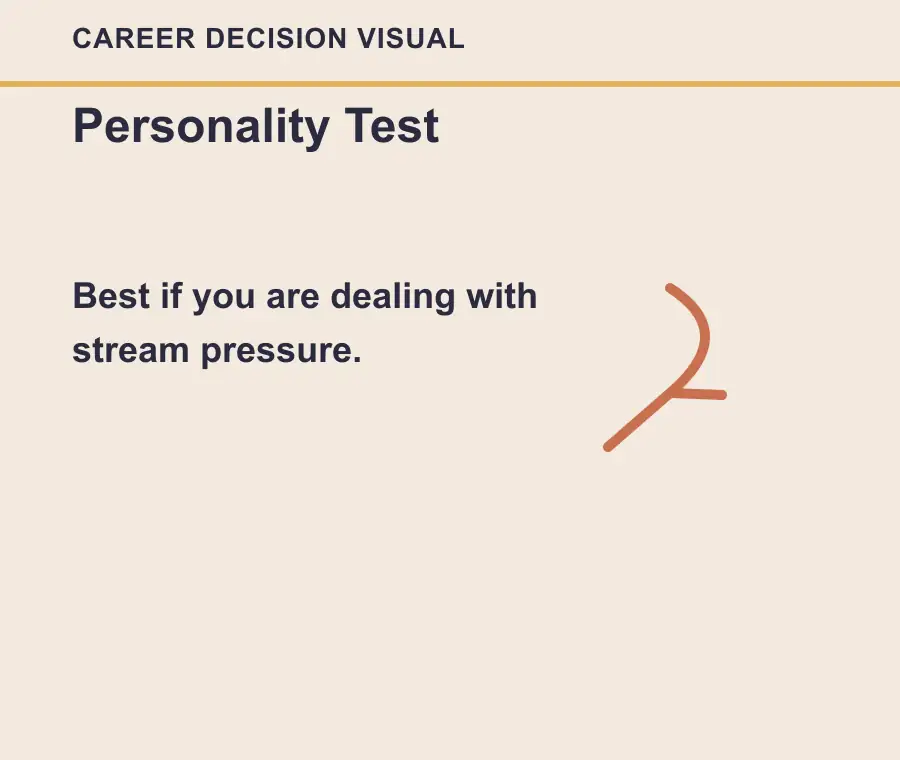 CAREER DECISION VISUAL
Personality Test
Best if you are dealing with
stream pressure.